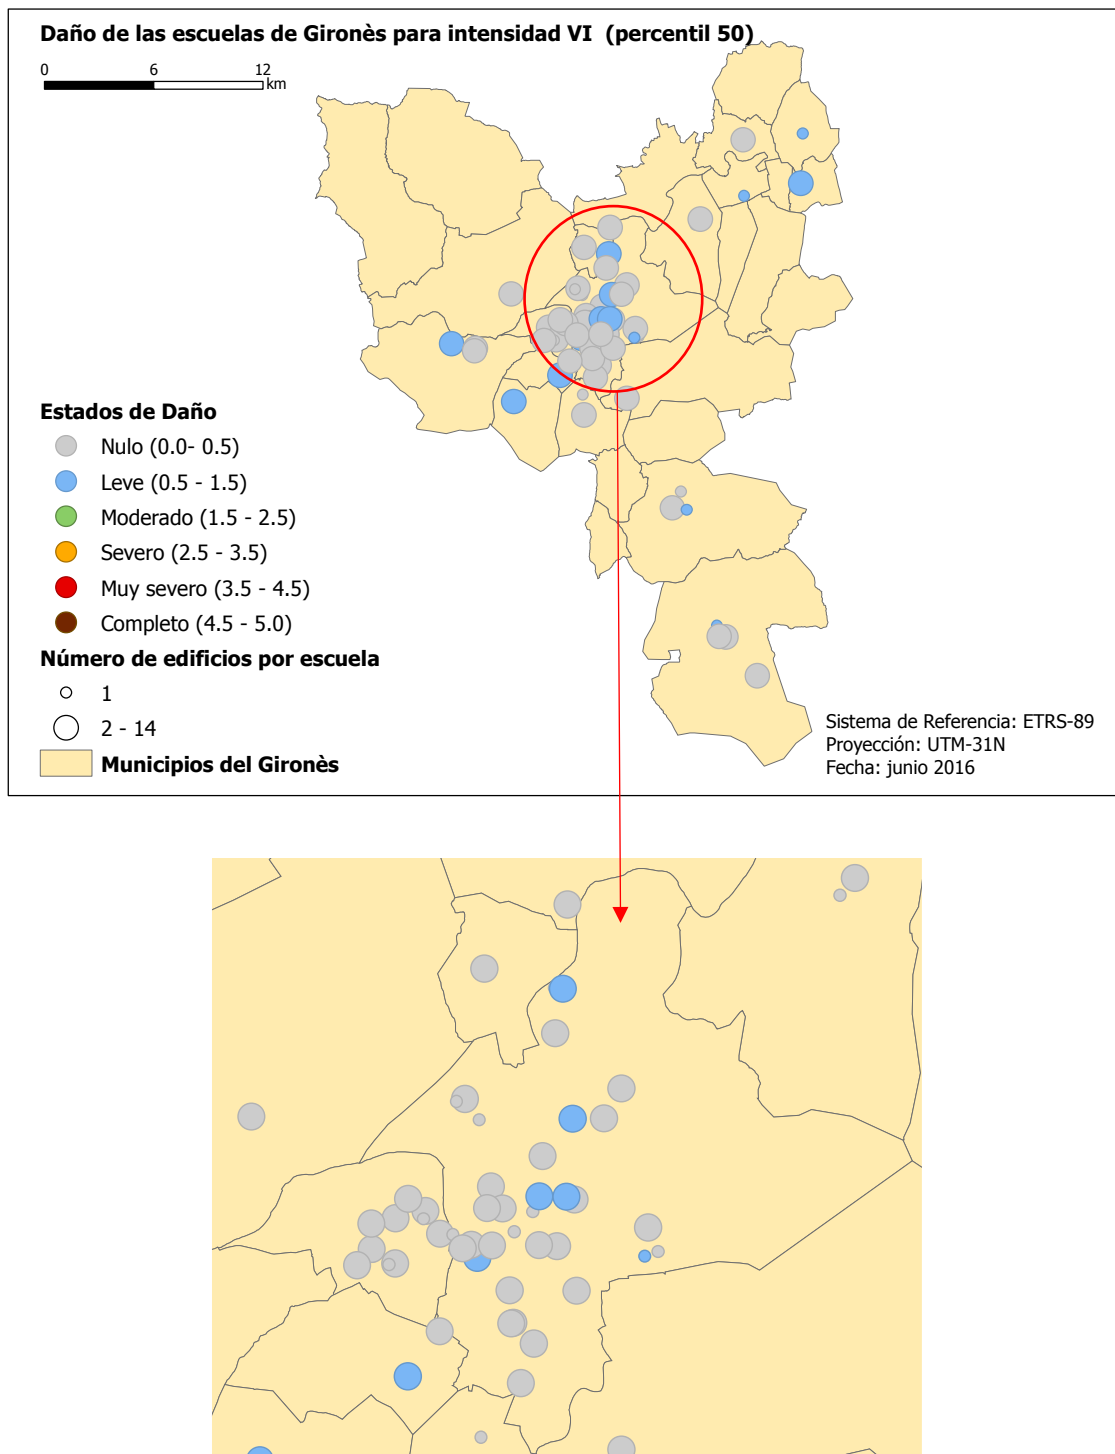 Daño de las escuelas de Gironès para intensidad VI (percentil 50)
0 6 12
km
Estados de Daño
Nulo (0.0- 0.5)
Leve (0.5 - 1.5)
Moderado (1.5 - 2.5)
Severo (2.5 - 3.5)
Muy severo (3.5 - 4.5)
Completo (4.5 - 5.0)
Número de edificios por escuela
1
2 - 14
Municipios del Gironès
Sistema de Referencia: ETRS-89
Proyección: UTM-31N
Fecha: junio 2016